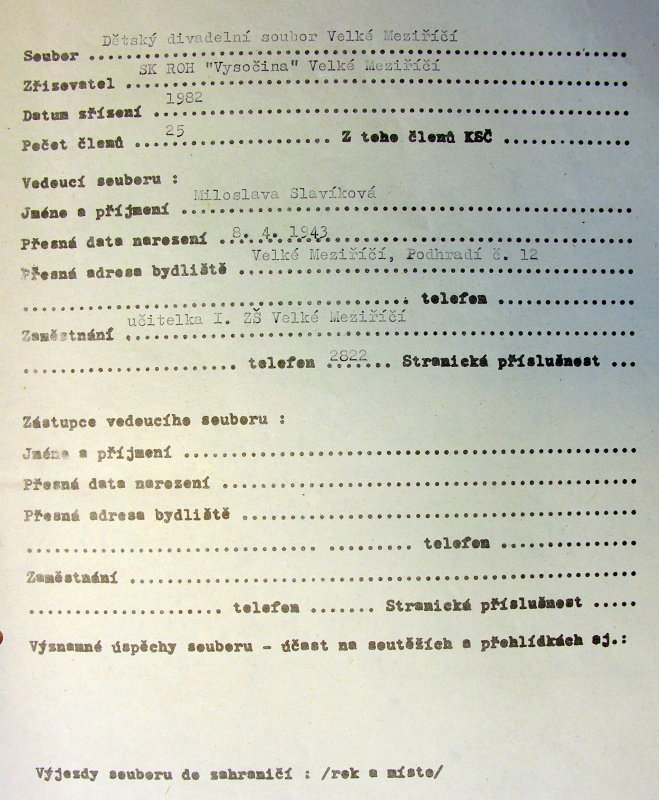 Soubor Dětský divadelní soubor Velké Meziříčí
Zřizovatel SK ROH "Vysočina" Velké Meziříčí
Datum zřízení 1982
Počet členů 25 Z toho členů KSČ
Vedoucí souboru :
Jméno a příjmení Miloslava Slavíková
Přesná data narození 8. 4. 1943
Přesná adresa bydliště Velké Meziříčí, Podhradí č. 12
telefon
Zaměstnání učitelka I. ZŠ Velké Meziříčí
telefon 2822 Stranická příslušnost ...
Zástupce vedoucího souboru :
Jméno a příjmení
Přesná data narození
Přesná adresa bydliště
telefon
Zaměstnání
telefon ....... Stranická příslušnost .....
Významné úspěchy souboru - účast na soutěžích a přehlídkách aj.:
Výjezdy souboru do zahraničí : /rok a místo/